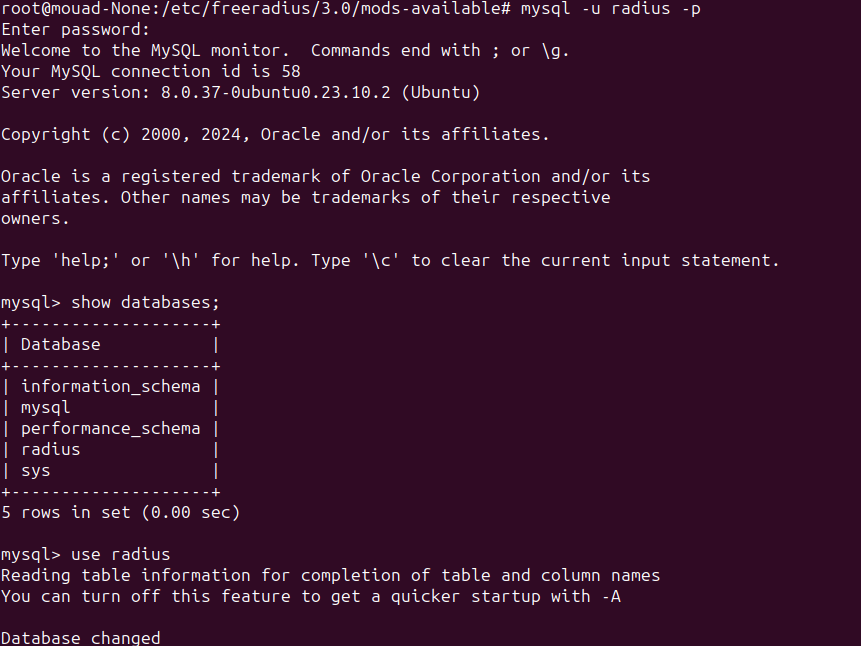 root@mouad-None:/etc/freeradius/3.0/mods-available# mysql -u radius -p
Enter password:
Welcome to the MySQL monitor.  Commands end with ; or \g.
Your MySQL connection id is 58
Server version: 8.0.37-0ubuntu0.23.10.2 (Ubuntu)

Copyright (c) 2000, 2024, Oracle and/or its affiliates.

Oracle is a registered trademark of Oracle Corporation and/or its
affiliates. Other names may be trademarks of their respective
owners.

Type 'help;' or '\h' for help. Type '\c' to clear the current input statement.

mysql> show databases;
+--------------------+
| Database           |
+--------------------+
| information_schema |
| mysql              |
| performance_schema |
| radius             |
| sys                |
+--------------------+
5 rows in set (0.00 sec)

mysql> use radius
Reading table information for completion of table and column names
You can turn off this feature to get a quicker startup with -A

Database changed